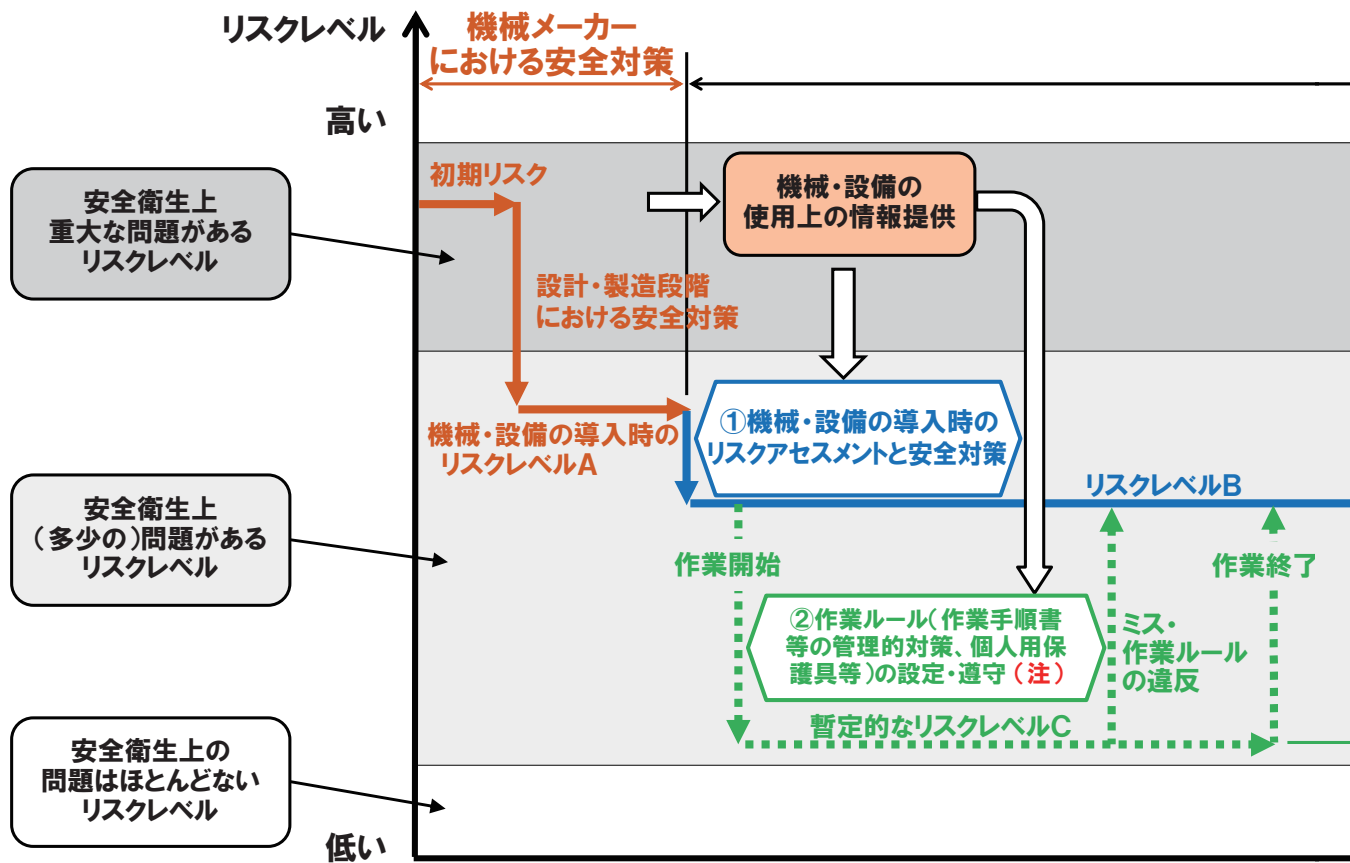 リスクレベル
機械メーカー
における安全対策
高い
安全衛生上
重大な問題がある
リスクレベル
初期リスク
機械・設備の
使用上の情報提供
設計・製造段階
における安全対策
機械・設備の導入時の
リスクレベルA
①機械・設備の導入時の
リスクアセスメントと安全対策
安全衛生上
（多少の）問題がある
リスクレベル
リスクレベルB
作業開始
作業終了
②作業ルール（作業手順書
等の管理的対策、個人用保
護具等）の設定・遵守（注）
ミス・
作業ルール
の違反
暫定的なリスクレベルC
安全衛生上の
問題はほとんどない
リスクレベル
低い